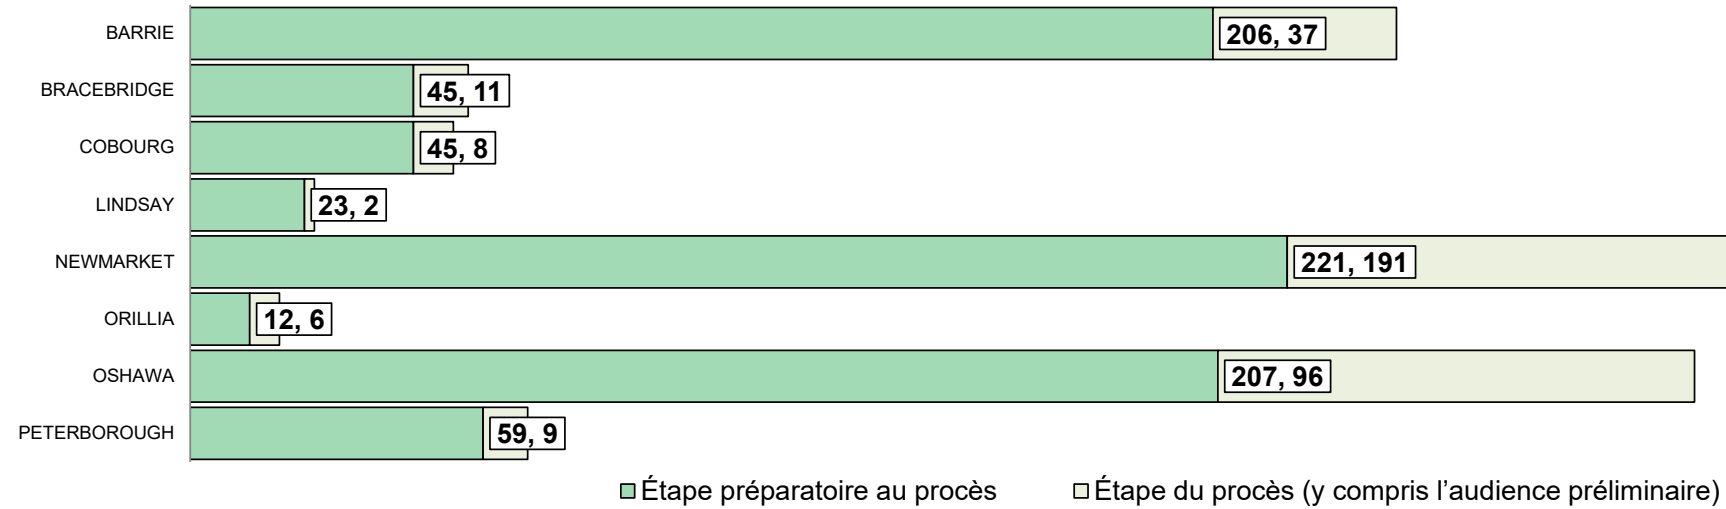 BARRIE 206, 37
BRACEBRIDGE 45, 11
COBOURG 45, 8
LINDSAY 23, 2
NEWMARKET 221, 191
ORILLIA 12, 6
OSHAWA 207, 96
PETERBOROUGH 59, 9
Étape préparatoire au procès Étape du procès (y compris l’audience préliminaire)